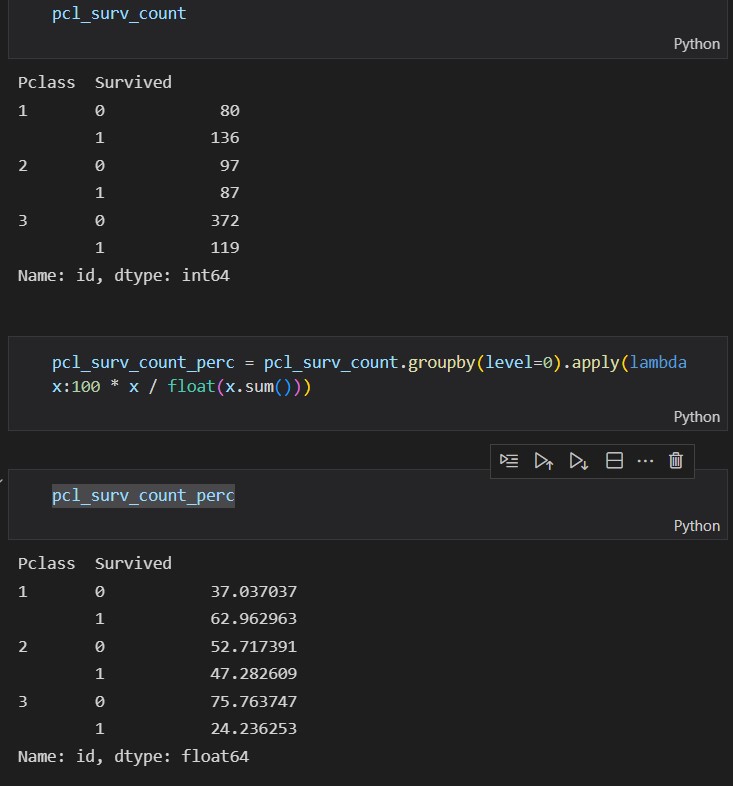 pcl_surv_count
Python
Pclass  Survived
1       0            80
        1           136
2       0            97
        1            87
3       0           372
        1           119
Name: id, dtype: int64
pcl_surv_count_perc = pcl_surv_count.groupby(level=0).apply(lambda
x:100 * x / float(x.sum()))
Python
pcl_surv_count_perc
Python
Pclass  Survived
1       0           37.037037
        1           62.962963
2       0           52.717391
        1           47.282609
3       0           75.763747
        1           24.236253
Name: id, dtype: float64